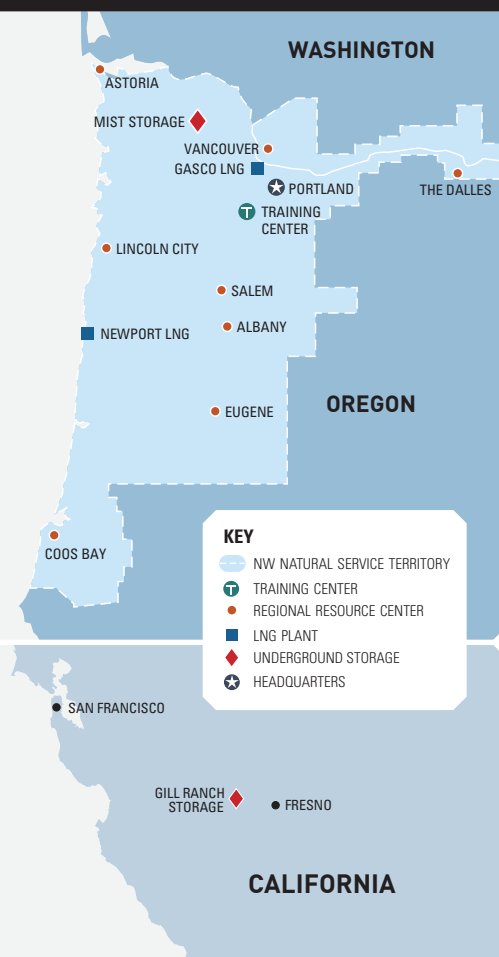 WASHINGTON
ASTORIA
MIST STORAGE
VANCOUVER
GASCO LNG
PORTLAND
THE DALLES
TRAINING
CENTER
LINCOLN CITY
SALEM
ALBANY
NEWPORT LNG
OREGON
EUGENE
COOS BAY
KEY
NW NATURAL SERVICE TERRITORY
T TRAINING CENTER
REGIONAL RESOURCE CENTER
LNG PLANT
UNDERGROUND STORAGE
HEADQUARTERS
SAN FRANCISCO
GILL RANCH
STORAGE
FRESNO
CALIFORNIA